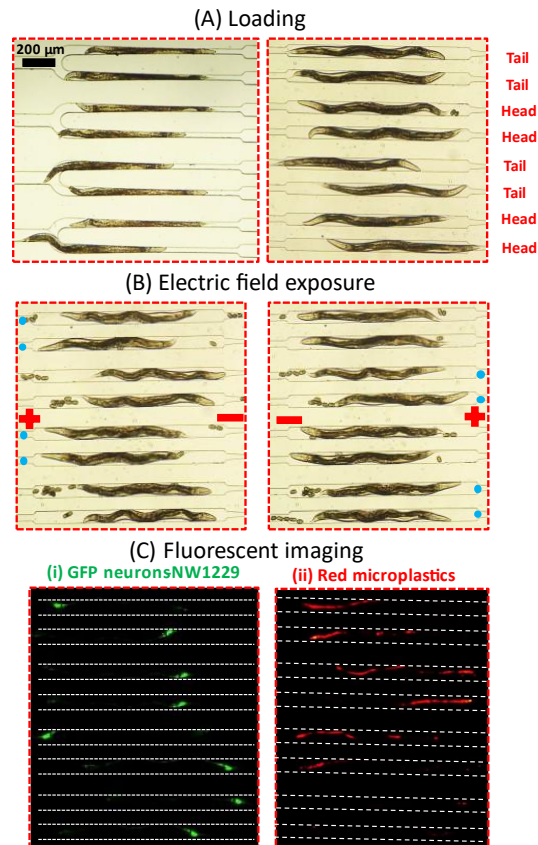 (A) Loading
200 µm
Tail
Tail
Head
Head
Tail
Tail
Head
Head
(B) Electric field exposure
+
−
−
+
(C) Fluorescent imaging
(i) GFP neuronsNW1229
(ii) Red microplastics